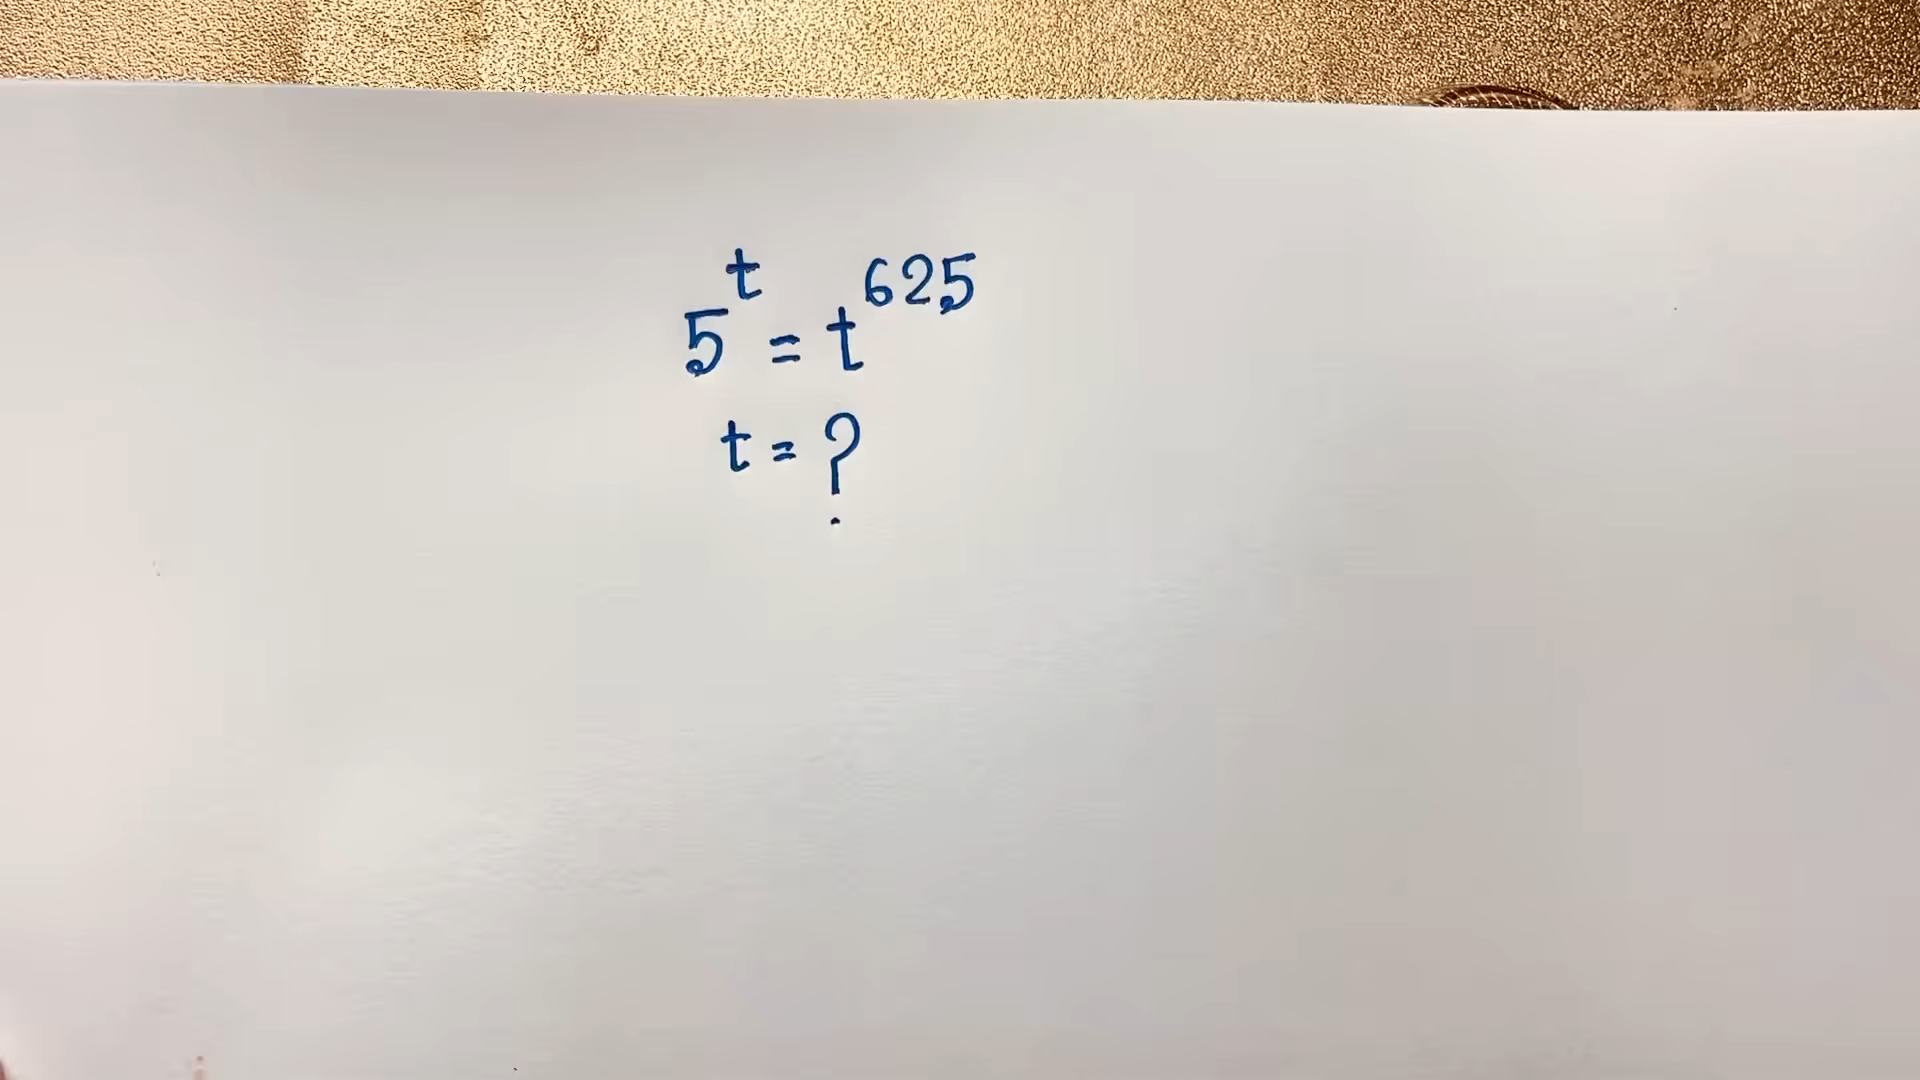 5^t = t^625
t = ?